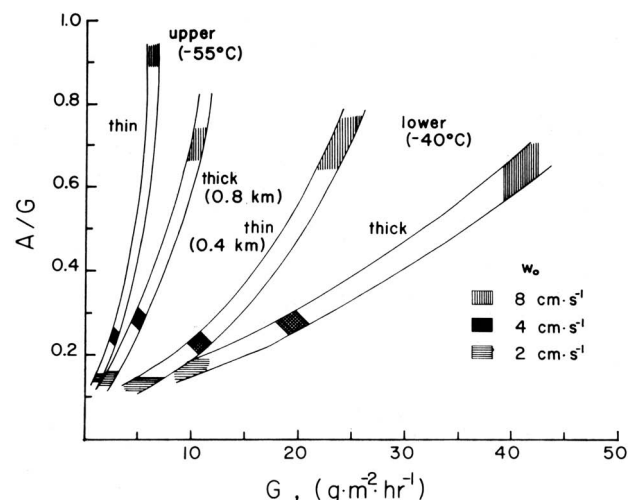 A/G
1.0
0.8
0.6
0.4
0.2
upper
(-55°C)
thin
thick
(0.8 km)
thin
(0.4 km)
lower
(-40°C)
thick
w₀
8 cm·s⁻¹
4 cm·s⁻¹
2 cm·s⁻¹
0 10 20 30 40 50
G , (g·m⁻²·hr⁻¹)